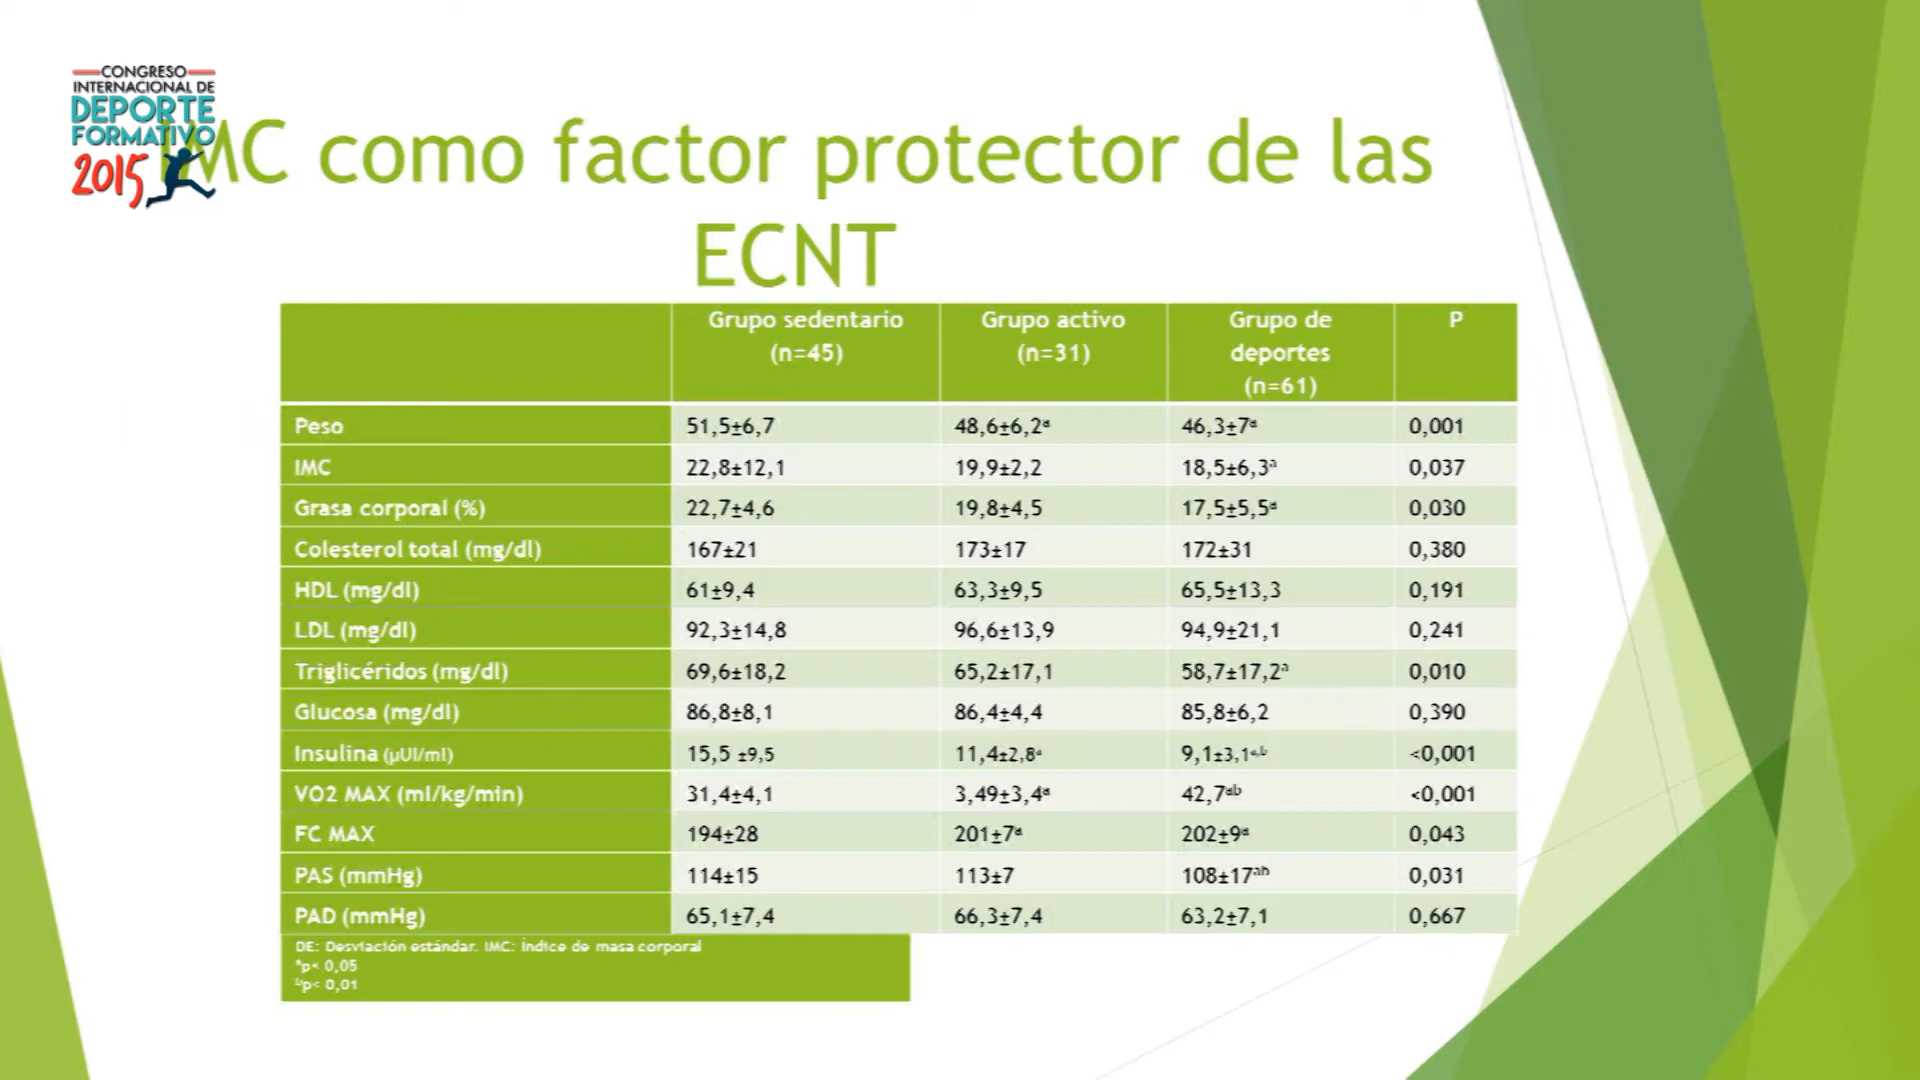 CONGRESO
INTERNACIONAL DE
DEPORTE
FORMATIVO
2015
IMC como factor protector de las
ECNT
Grupo sedentario (n=45) Grupo activo (n=31) Grupo de deportes (n=61) P
Peso 51,5±6,7 48,6±6,2ª 46,3±7ª 0,001
IMC 22,8±12,1 19,9±2,2 18,5±6,3ª 0,037
Grasa corporal (%) 22,7±4,6 19,8±4,5 17,5±5,5ª 0,030
Colesterol total (mg/dl) 167±21 173±17 172±31 0,380
HDL (mg/dl) 61±9,4 63,3±9,5 65,5±13,3 0,191
LDL (mg/dl) 92,3±14,8 96,6±13,9 94,9±21,1 0,241
Triglicéridos (mg/dl) 69,6±18,2 65,2±17,1 58,7±17,2ª 0,010
Glucosa (mg/dl) 86,8±8,1 86,4±4,4 85,8±6,2 0,390
Insulina (µUI/ml) 15,5 ±9,5 11,4±2,8ª 9,1±3,1ª,ᵇ <0,001
VO2 MAX (ml/kg/min) 31,4±4,1 3,49±3,4ª 42,7ªᵇ <0,001
FC MAX 194±28 201±7ª 202±9ª 0,043
PAS (mmHg) 114±15 113±7 108±17ªᵇ 0,031
PAD (mmHg) 65,1±7,4 66,3±7,4 63,2±7,1 0,667
DE: Desviación estándar. IMC: Índice de masa corporal
ªp< 0,05
ᵇp< 0,01